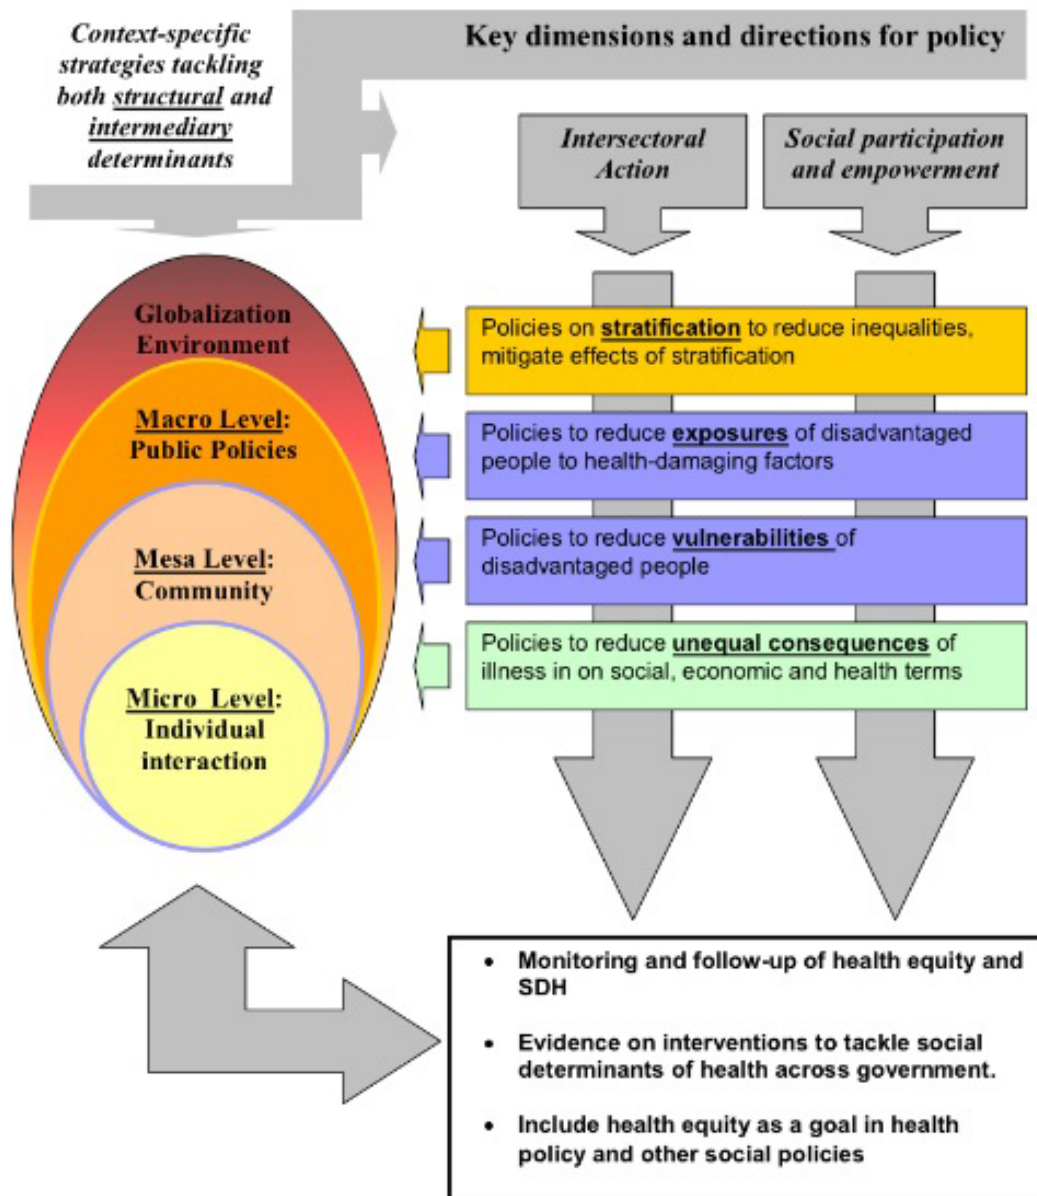 Context-specific
strategies tackling
both structural and
intermediary
determinants
Key dimensions and directions for policy
Intersectoral
Action
Social participation
and empowerment
Globalization
Environment
Macro Level:
Public Policies
Mesa Level:
Community
Micro Level:
Individual
interaction
Policies on stratification to reduce inequalities,
mitigate effects of stratification
Policies to reduce exposures of disadvantaged
people to health-damaging factors
Policies to reduce vulnerabilities of
disadvantaged people
Policies to reduce unequal consequences of
illness in on social, economic and health terms
• Monitoring and follow-up of health equity and
SDH
• Evidence on interventions to tackle social
determinants of health across government.
• Include health equity as a goal in health
policy and other social policies